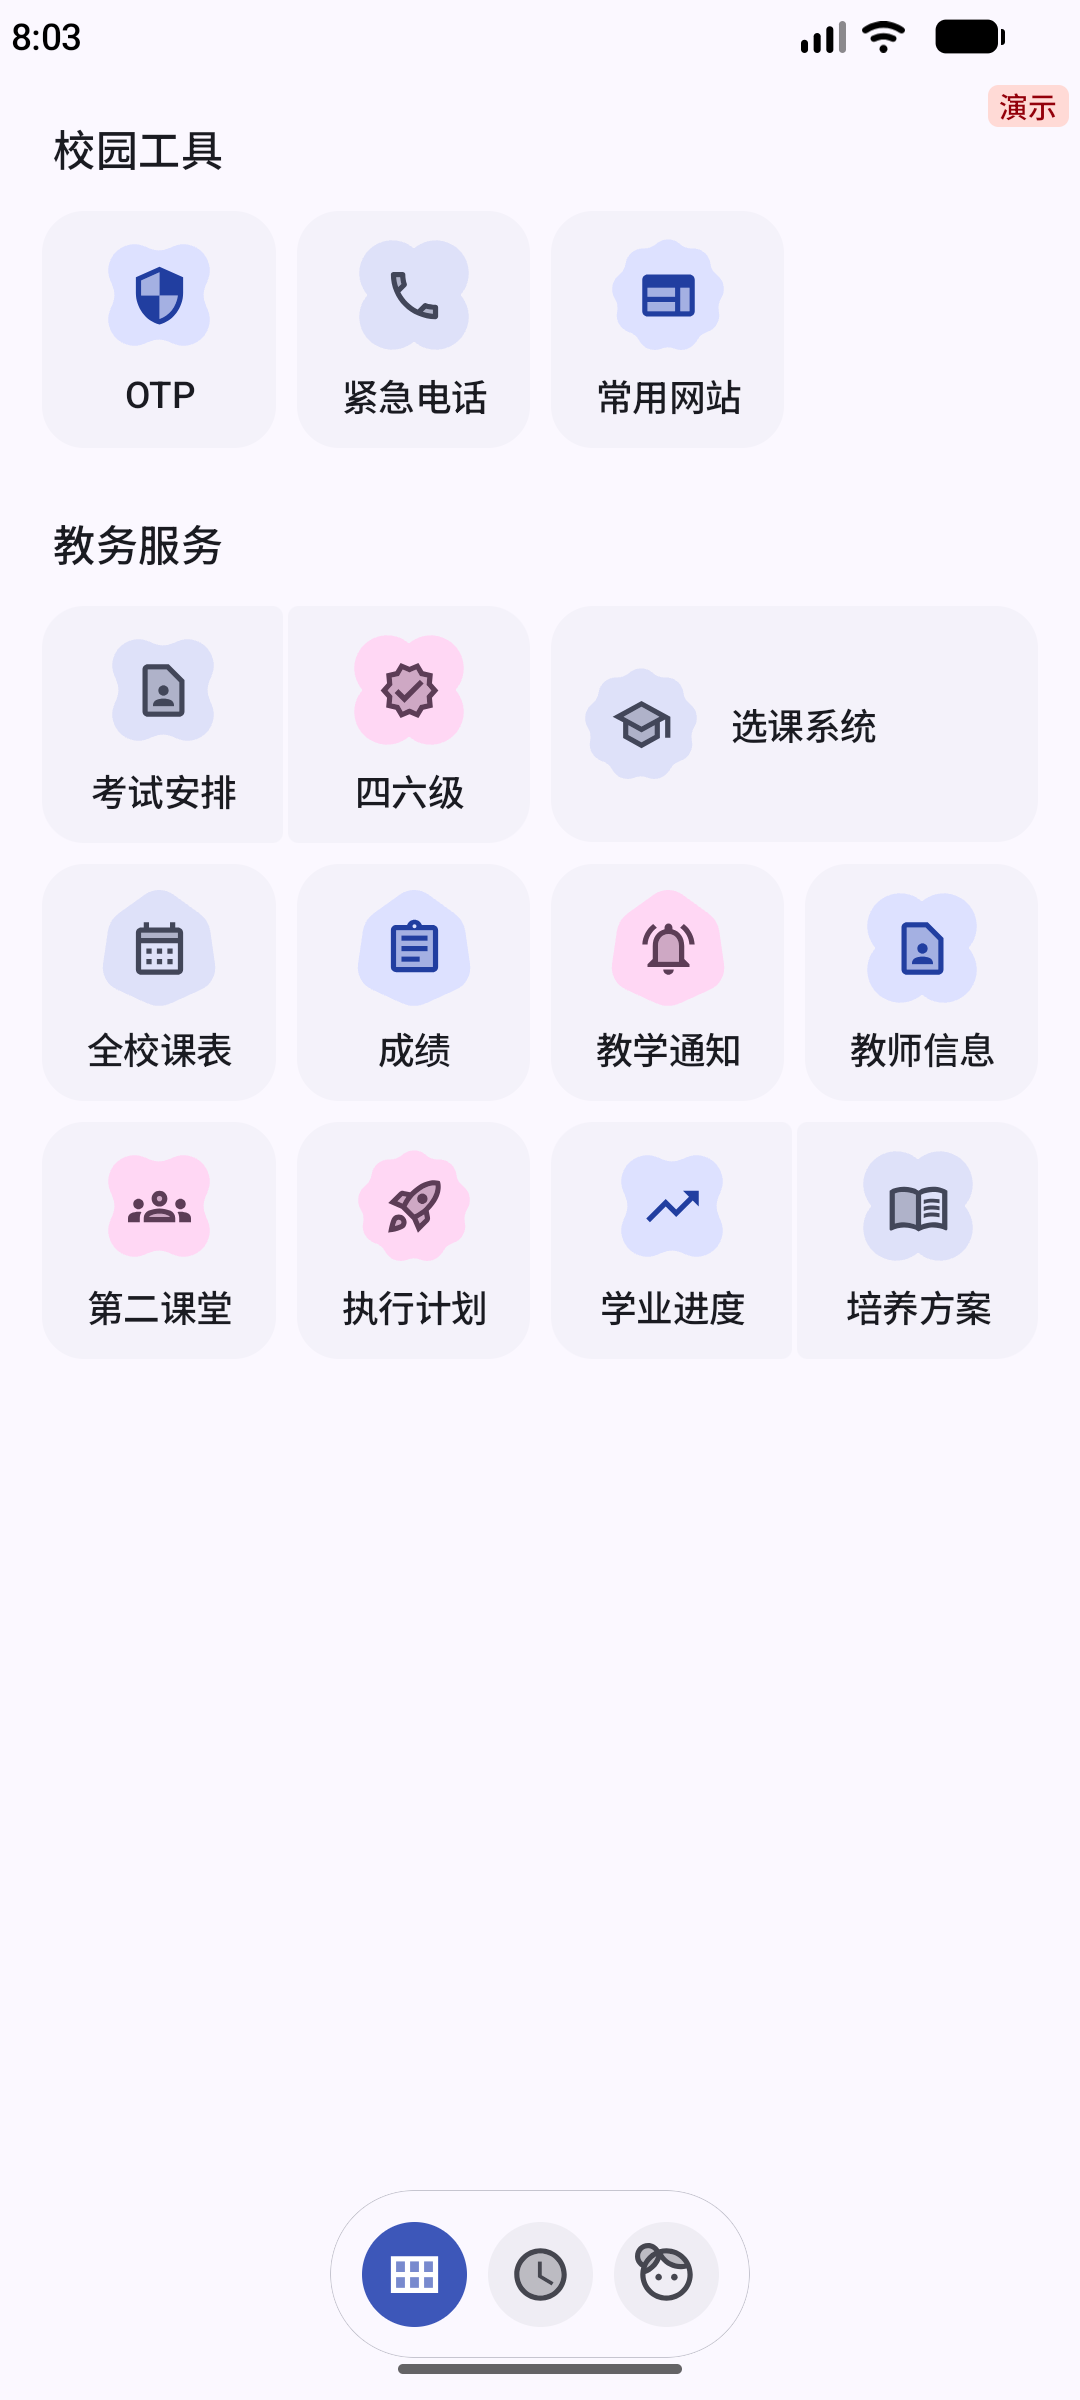 8:03
演示
校园工具
OTP
紧急电话
常用网站
教务服务
考试安排
四六级
选课系统
全校课表
成绩
教学通知
教师信息
第二课堂
执行计划
学业进度
培养方案